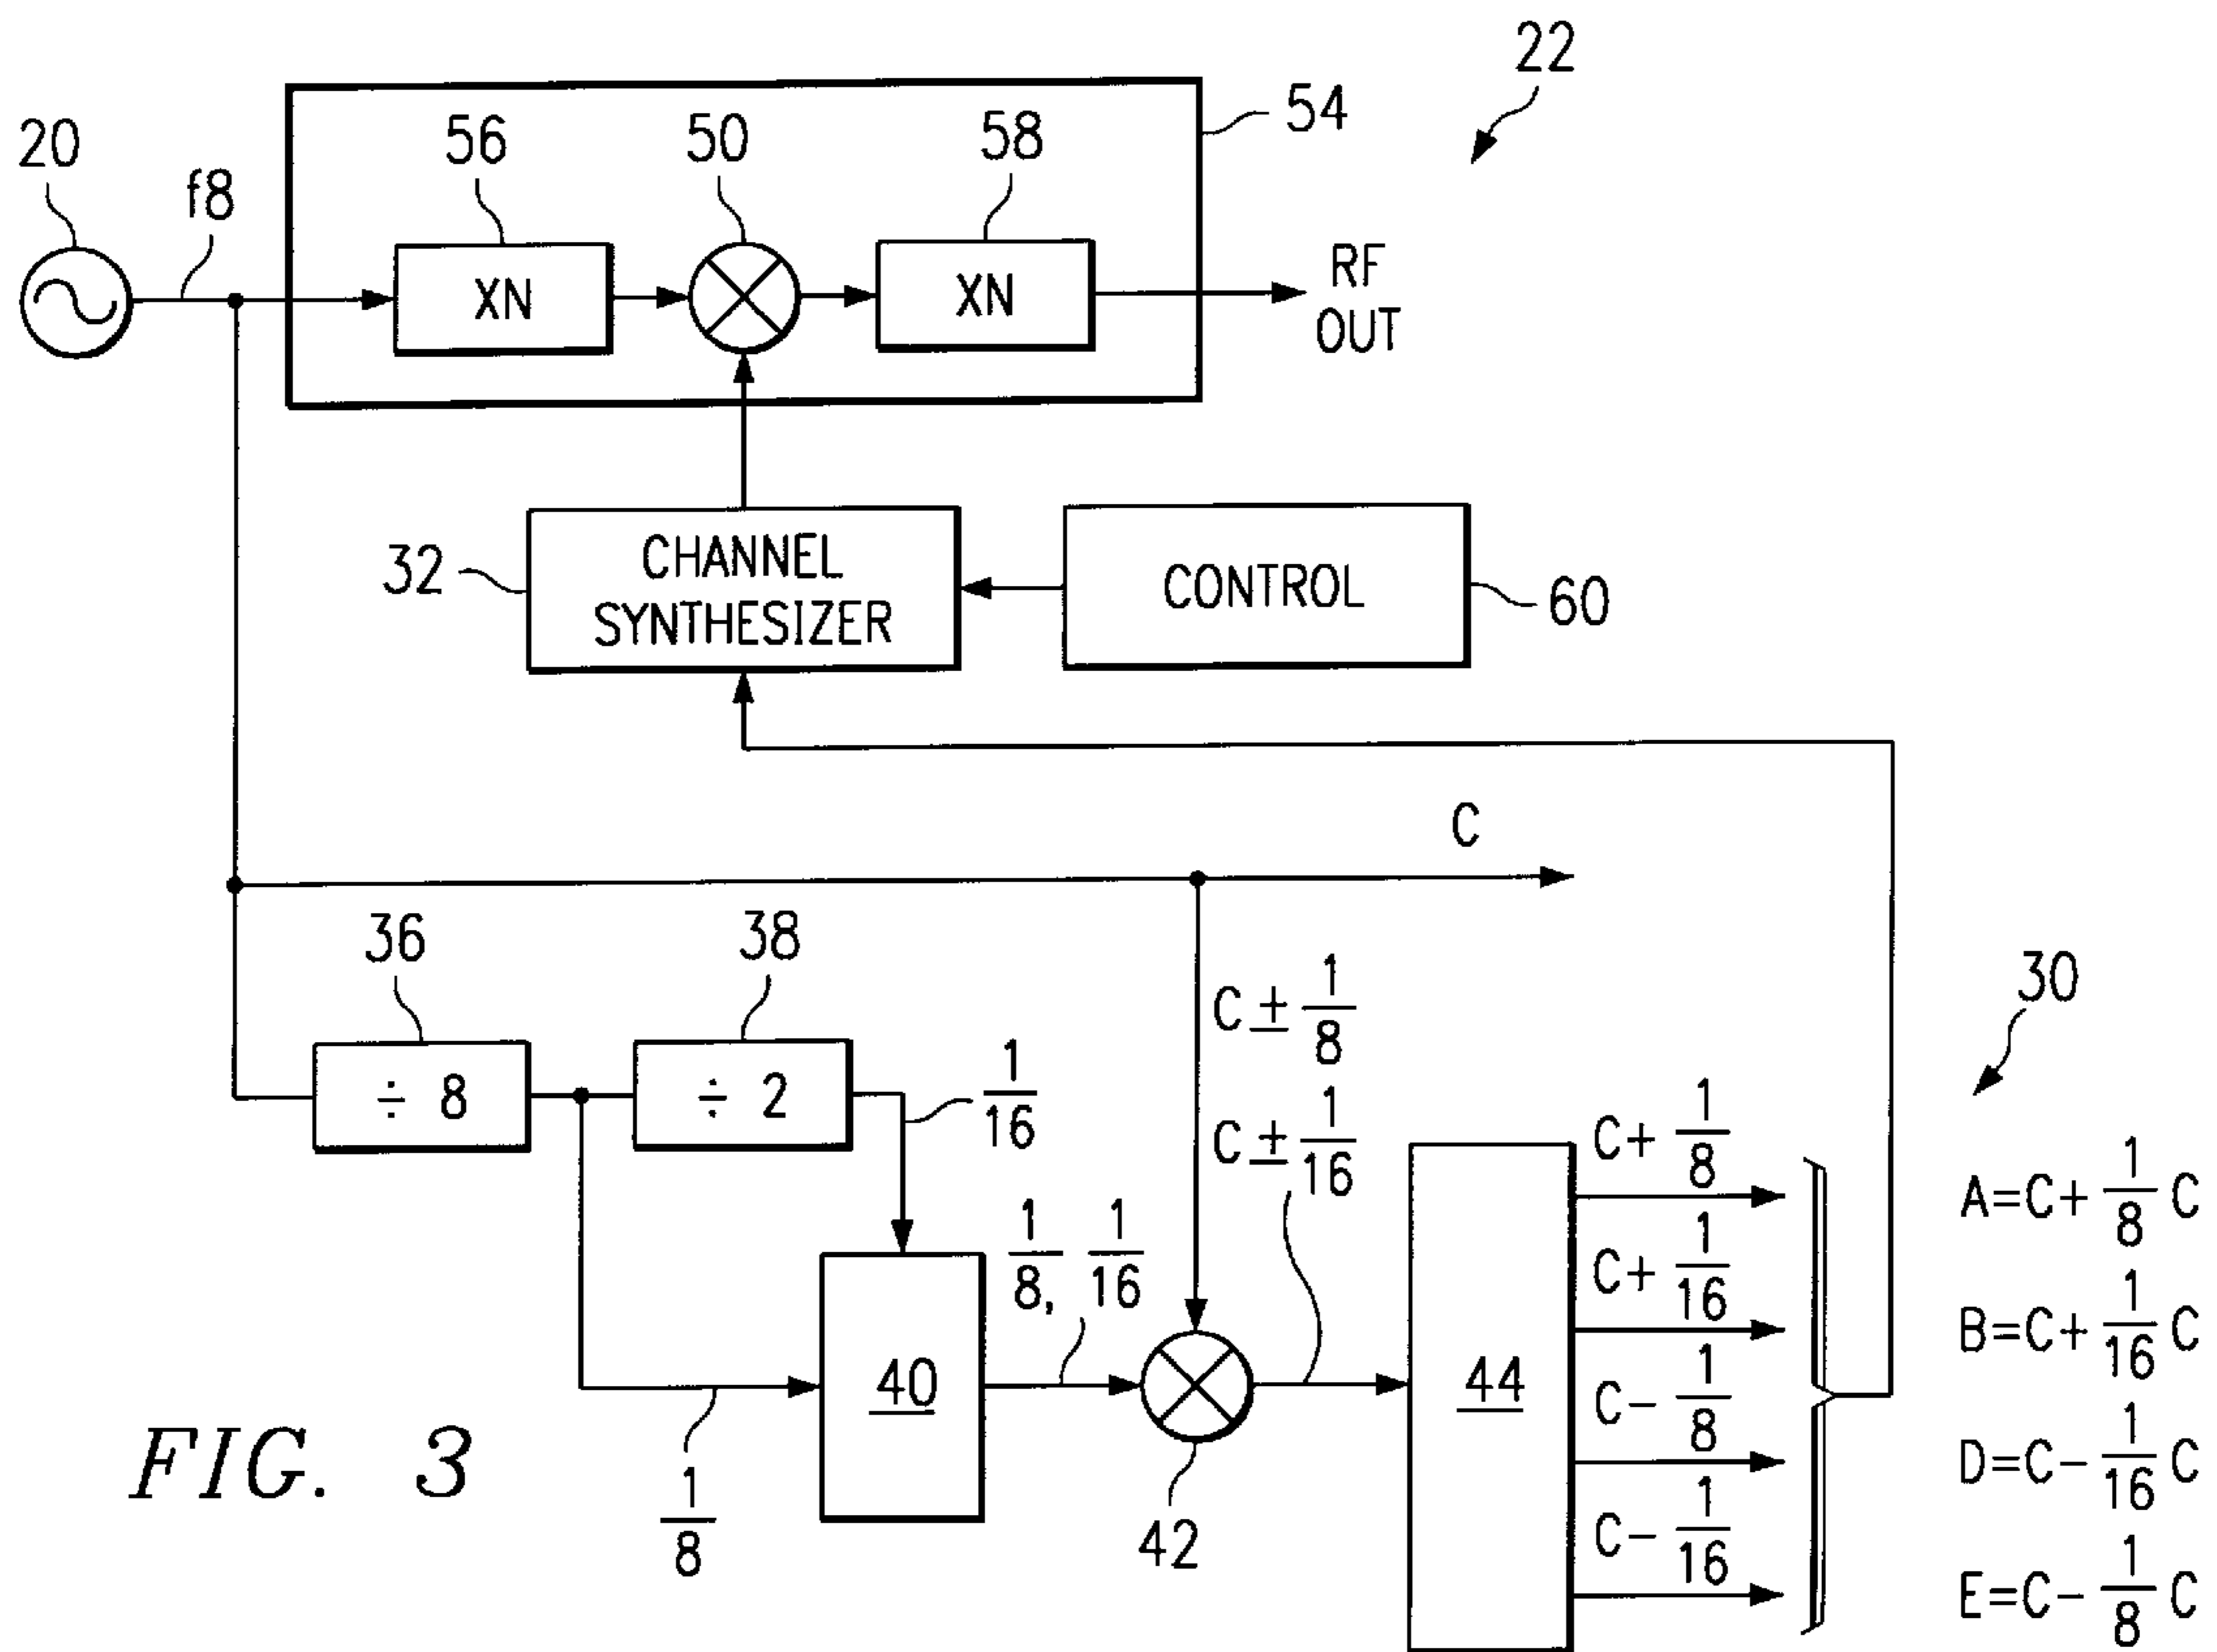 22
54
20
56
50
58
f8
XN
XN
RF
OUT
32
CHANNEL
SYNTHESIZER
CONTROL
60
C
36
38
÷ 8
÷ 2
1/16
C ± 1/8
C ± 1/16
30
1/8, 1/16
40
44
42
1/8
C+ 1/8
C+ 1/16
C- 1/8
C- 1/16
A=C+ 1/8 C
B=C+ 1/16 C
D=C- 1/16 C
E=C- 1/8 C
FIG. 3